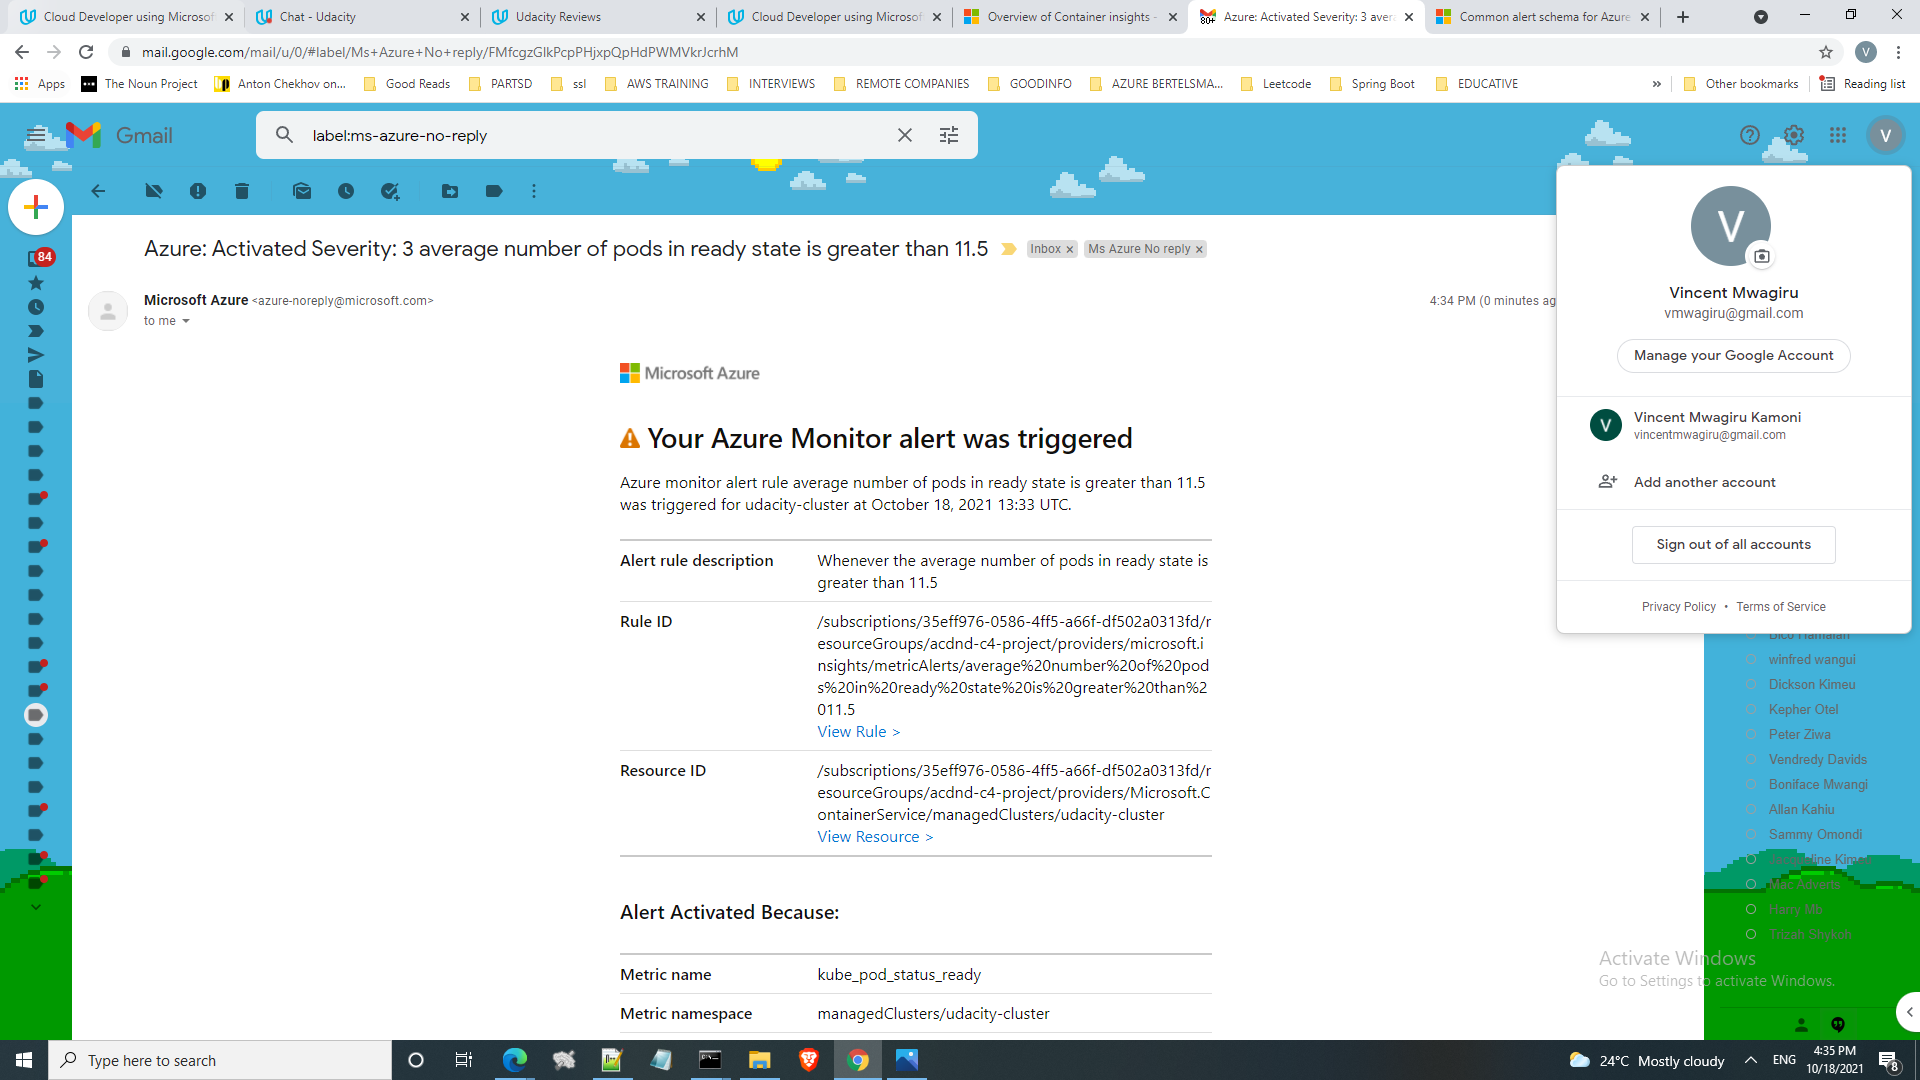 Cloud Developer using Microsof
Chat - Udacity
Udacity Reviews
Cloud Developer using Microsof
Overview of Container insights -
80+
Azure: Activated Severity: 3 aver
Common alert schema for Azure
mail.google.com/mail/u/0/#label/Ms+Azure+No+reply/FMfcgzGlkPcpPHjxpQpHdPWMVkrJcrhM
V
Apps
The Noun Project
Anton Chekhov on...
Good Reads
PARTSD
ssl
AWS TRAINING
INTERVIEWS
REMOTE COMPANIES
GOODINFO
AZURE BERTELSMA...
Leetcode
Spring Boot
EDUCATIVE
»
Other bookmarks
Reading list
Gmail
label:ms-azure-no-reply
V
84
Azure: Activated Severity: 3 average number of pods in ready state is greater than 11.5
Inbox ×
Ms Azure No reply ×
Microsoft Azure <azure-noreply@microsoft.com>
to me
4:34 PM (0 minutes ag
Microsoft Azure
Your Azure Monitor alert was triggered
Azure monitor alert rule average number of pods in ready state is greater than 11.5
was triggered for udacity-cluster at October 18, 2021 13:33 UTC.
Alert rule description
Whenever the average number of pods in ready state is
greater than 11.5
Rule ID
/subscriptions/35eff976-0586-4ff5-a66f-df502a0313fd/r
esourceGroups/acdnd-c4-project/providers/microsoft.i
nsights/metricAlerts/average%20number%20of%20pod
s%20in%20ready%20state%20is%20greater%20than%2
011.5
View Rule >
Resource ID
/subscriptions/35eff976-0586-4ff5-a66f-df502a0313fd/r
esourceGroups/acdnd-c4-project/providers/Microsoft.C
ontainerService/managedClusters/udacity-cluster
View Resource >
Alert Activated Because:
Metric name
kube_pod_status_ready
Metric namespace
managedClusters/udacity-cluster
V
Vincent Mwagiru
vmwagiru@gmail.com
Manage your Google Account
V
Vincent Mwagiru Kamoni
vincentmwagiru@gmail.com
Add another account
Sign out of all accounts
Privacy Policy • Terms of Service
winfred wangui
Dickson Kimeu
Kepher Otel
Peter Ziwa
Vendredy Davids
Boniface Mwangi
Allan Kahiu
Sammy Omondi
Mac Adverts
Harry Mb
Activate Windows
Go to Settings to activate Windows.
Type here to search
24°C Mostly cloudy
ENG
4:35 PM
10/18/2021
8